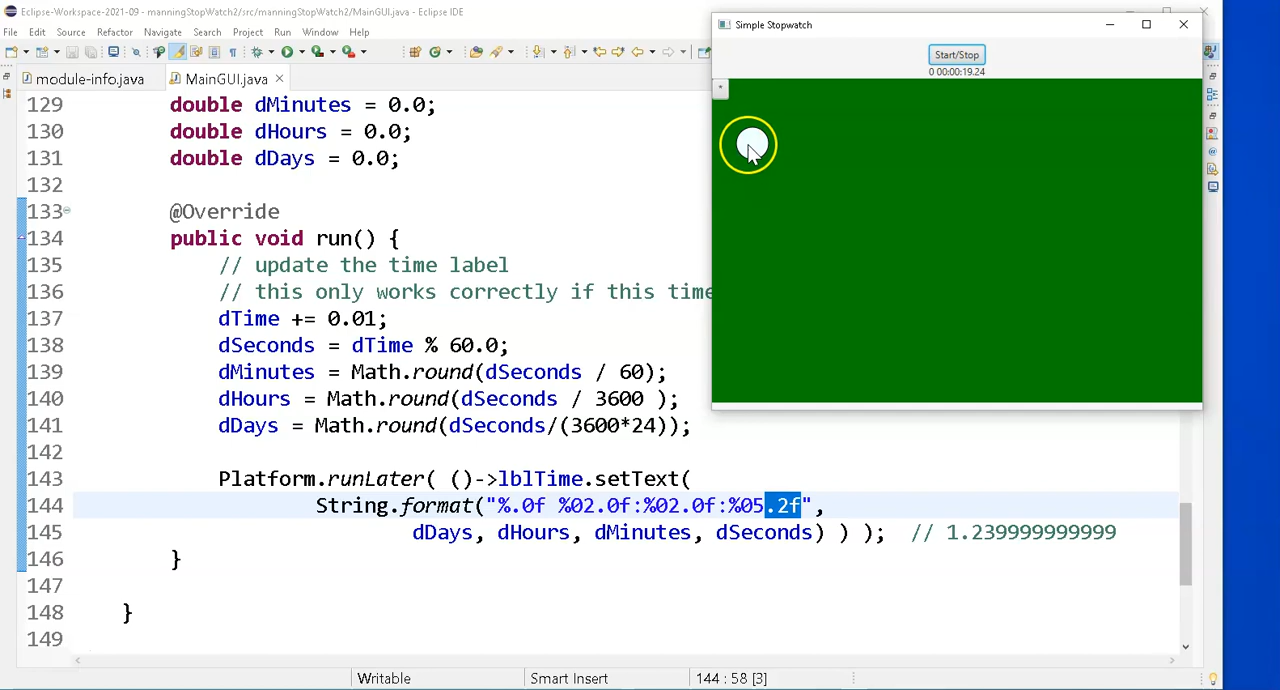 Eclipse-Workspace-2021-09 - manningStopWatch2/src/manningStopWatch2/MainGUI.java - Eclipse IDE
File Edit Source Refactor Navigate Search Project Run Window Help
module-info.java
MainGUI.java
129 double dMinutes = 0.0;
130 double dHours = 0.0;
131 double dDays = 0.0;
132
133 @Override
134 public void run() {
135 // update the time label
136 // this only works correctly if this time
137 dTime += 0.01;
138 dSeconds = dTime % 60.0;
139 dMinutes = Math.round(dSeconds / 60);
140 dHours = Math.round(dSeconds / 3600 );
141 dDays = Math.round(dSeconds/(3600*24));
142
143 Platform.runLater( ()->lblTime.setText(
144 String.format("%.0f %02.0f:%02.0f:%05.2f",
145 dDays, dHours, dMinutes, dSeconds) ) ); // 1.239999999999
146 }
147
148 }
149
Writable Smart Insert 144 : 58 [3]
Simple Stopwatch
Start/Stop
0 00:00:19.24
*